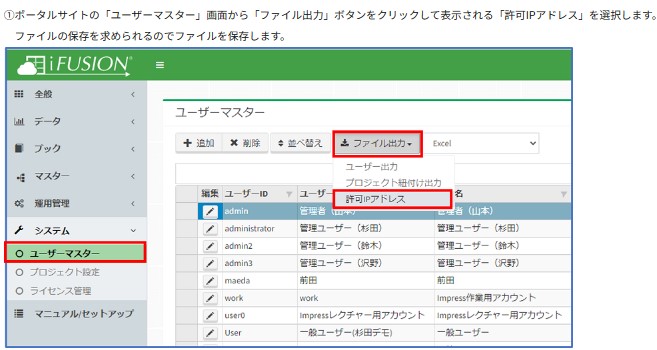 ①ポータルサイトの「ユーザーマスター」画面から「ファイル出力」ボタンをクリックして表示される「許可IPアドレス」を選択します。
ファイルの保存を求められるのでファイルを保存します。
iFUSION
全般
データ
ブック
マスター
運用管理
システム
ユーザーマスター
プロジェクト設定
ライセンス管理
マニュアル/セットアップ
ユーザーマスター
追加 削除 並べ替え ファイル出力 Excel
ユーザー出力
プロジェクト紐付け出力
許可IPアドレス
編集 ユーザーID ユーザー 名
admin 管理者（山本） 管理者（山本）
administrator 管理ユーザー（杉田） 管理ユーザー（杉田）
admin2 管理ユーザー（鈴木） 管理ユーザー（鈴木）
admin3 管理ユーザー（沢野） 管理ユーザー（沢野）
maeda 前田 前田
work work Impress作業用アカウント
user0 Impressレクチャー用アカウント Impressレクチャー用アカウント
User 一般ユーザー(杉田デモ) 一般ユーザー